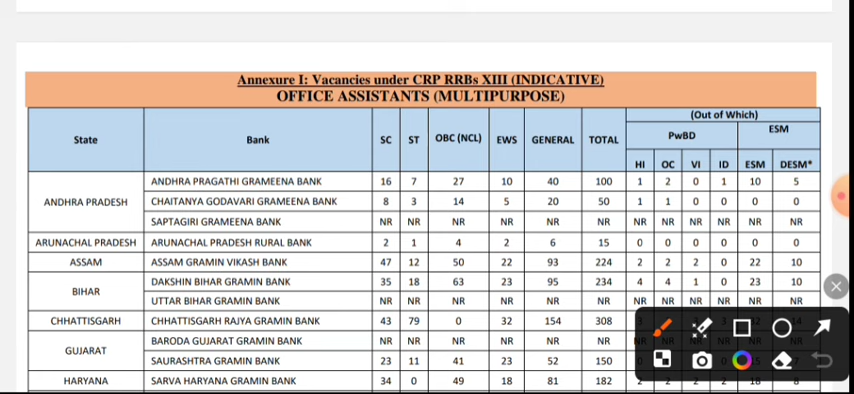 Annexure I: Vacancies under CRP RRBs XIII (INDICATIVE)
OFFICE ASSISTANTS (MULTIPURPOSE)
State Bank SC ST OBC (NCL) EWS GENERAL TOTAL (Out of Which)
PwBD ESM
HI OC VI ID ESM DESM*
ANDHRA PRADESH
ANDHRA PRAGATHI GRAMEENA BANK 16 7 27 10 40 100 1 2 0 1 10 5
CHAITANYA GODAVARI GRAMEENA BANK 8 3 14 5 20 50 1 1 0 0 0 0
SAPTAGIRI GRAMEENA BANK NR NR NR NR NR NR NR NR NR NR NR NR
ARUNACHAL PRADESH ARUNACHAL PRADESH RURAL BANK 2 1 4 2 6 15 0 0 0 0 0 0
ASSAM ASSAM GRAMIN VIKASH BANK 47 12 50 22 93 224 2 2 2 0 22 10
BIHAR
DAKSHIN BIHAR GRAMIN BANK 35 18 63 23 95 234 4 4 1 0 23 10
UTTAR BIHAR GRAMIN BANK NR NR NR NR NR NR NR NR NR NR NR NR
CHHATTISGARH CHHATTISGARH RAJYA GRAMIN BANK 43 79 0 32 154 308
GUJARAT
BARODA GUJARAT GRAMIN BANK NR NR NR NR NR NR
SAURASHTRA GRAMIN BANK 23 11 41 23 52 150
HARYANA SARVA HARYANA GRAMIN BANK 34 0 49 18 81 182 2 2 2 2 18 8